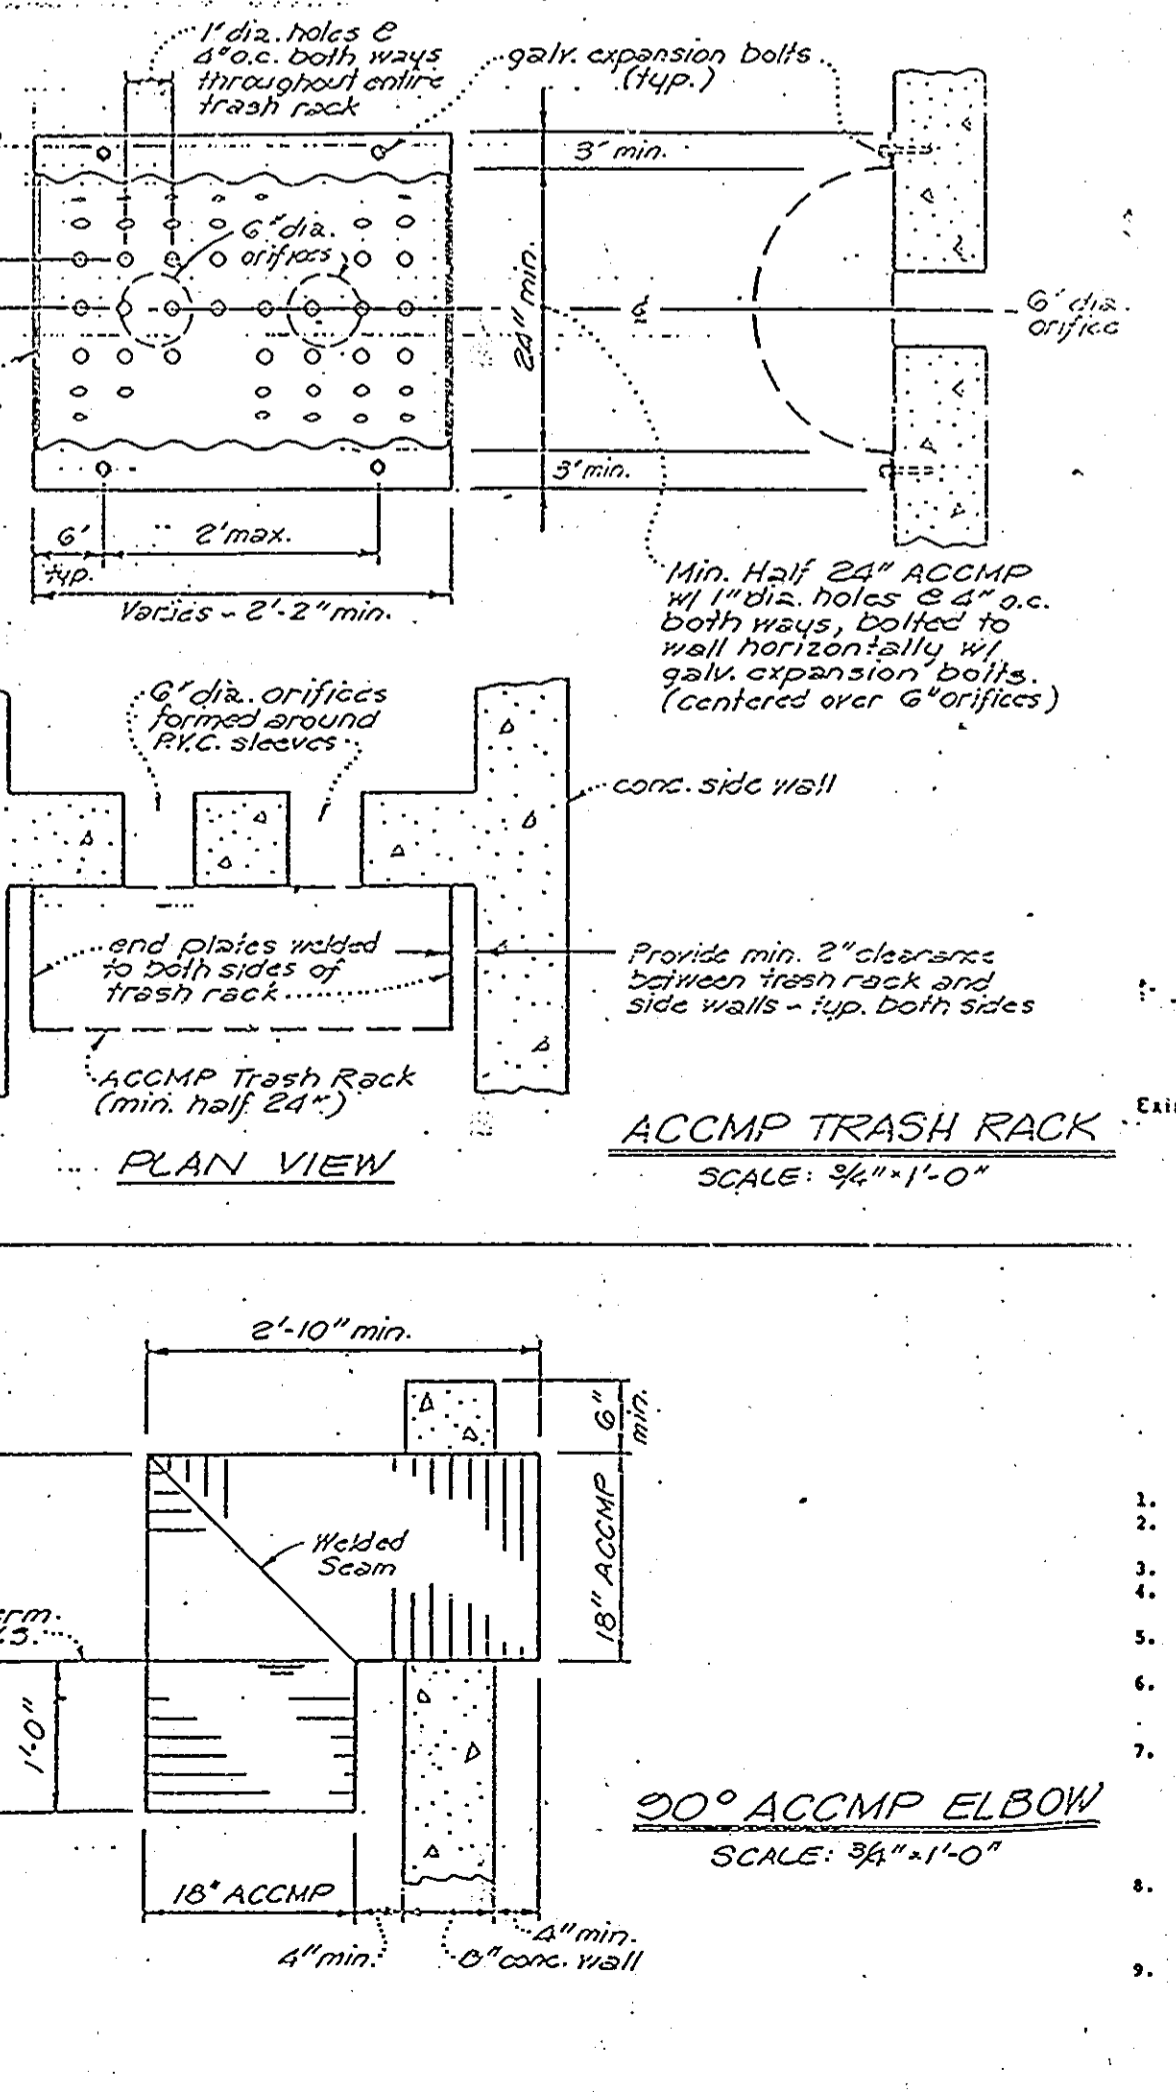 1" dia. holes @
4" o.c. both ways
throughout entire
trash rack
galv. expansion bolts
(typ.)
3" min.
6" dia.
orifices
24" min.
℄
6" dia.
orifice
3" min.
6"
typ.
2' max.
Varies ~ 2'-2" min.
Min. Half 24" ACCMP
w/ 1" dia. holes @ 4" o.c.
both ways, bolted to
wall horizontally w/
galv. expansion bolts.
(centered over 6" orifices)
6" dia. orifices
formed around
P.V.C. sleeves
conc. side wall
end plates welded
to both sides of
trash rack
Provide min. 2" clearance
between trash rack and
side walls ~ typ. both sides
ACCMP Trash Rack
(min. half 24")
PLAN VIEW
ACCMP TRASH RACK
SCALE: 3/4" = 1'-0"
2'-10" min.
6"
min.
18" ACCMP
Welded
Seam
1'-0"
90° ACCMP ELBOW
SCALE: 3/4" = 1'-0"
18" ACCMP
4" min.
4" min.
8" conc. wall
1.
2.
3.
4.
5.
6.
7.
8.
9.